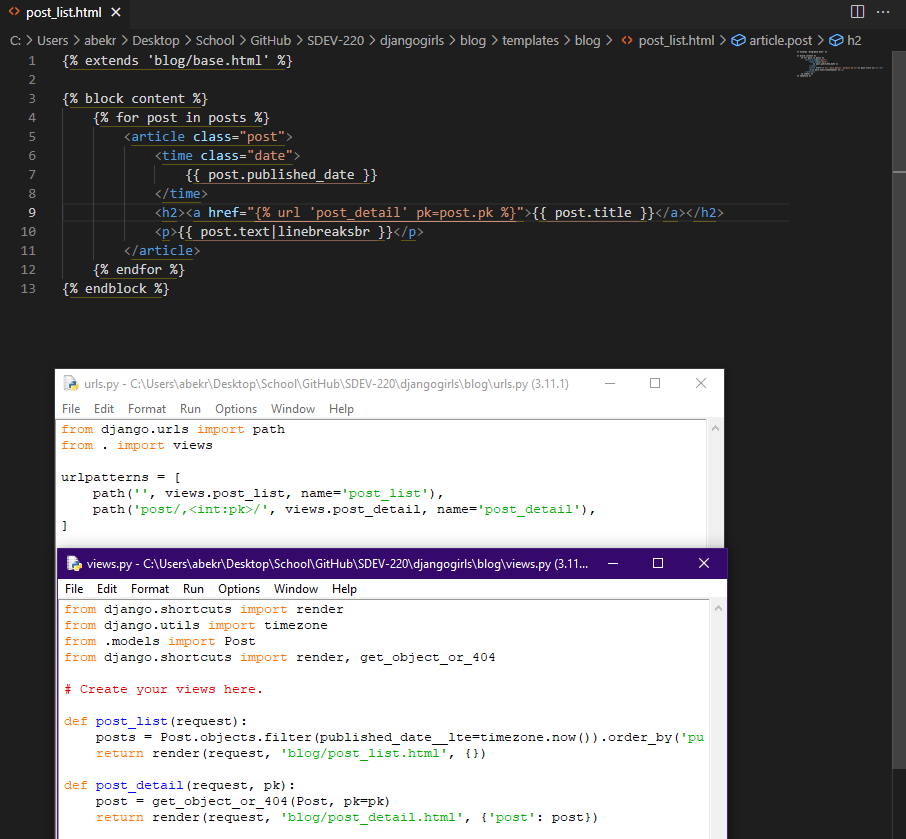 post_list.html
C: > Users > abekr > Desktop > School > GitHub > SDEV-220 > djangogirls > blog > templates > blog > <> post_list.html > article.post > h2
1 {% extends 'blog/base.html' %}
2
3 {% block content %}
4     {% for post in posts %}
5         <article class="post">
6             <time class="date">
7                 {{ post.published_date }}
8             </time>
9             <h2><a href="{% url 'post_detail' pk=post.pk %}">{{ post.title }}</a></h2>
10             <p>{{ post.text|linebreaksbr }}</p>
11         </article>
12     {% endfor %}
13 {% endblock %}
urls.py - C:\Users\abekr\Desktop\School\GitHub\SDEV-220\djangogirls\blog\urls.py (3.11.1)
File Edit Format Run Options Window Help
from django.urls import path
from . import views

urlpatterns = [
    path('', views.post_list, name='post_list'),
    path('post/,<int:pk>/', views.post_detail, name='post_detail'),
]
views.py - C:\Users\abekr\Desktop\School\GitHub\SDEV-220\djangogirls\blog\views.py (3.11...
File Edit Format Run Options Window Help
from django.shortcuts import render
from django.utils import timezone
from .models import Post
from django.shortcuts import render, get_object_or_404

# Create your views here.

def post_list(request):
    posts = Post.objects.filter(published_date__lte=timezone.now()).order_by('pu
    return render(request, 'blog/post_list.html', {})

def post_detail(request, pk):
    post = get_object_or_404(Post, pk=pk)
    return render(request, 'blog/post_detail.html', {'post': post})